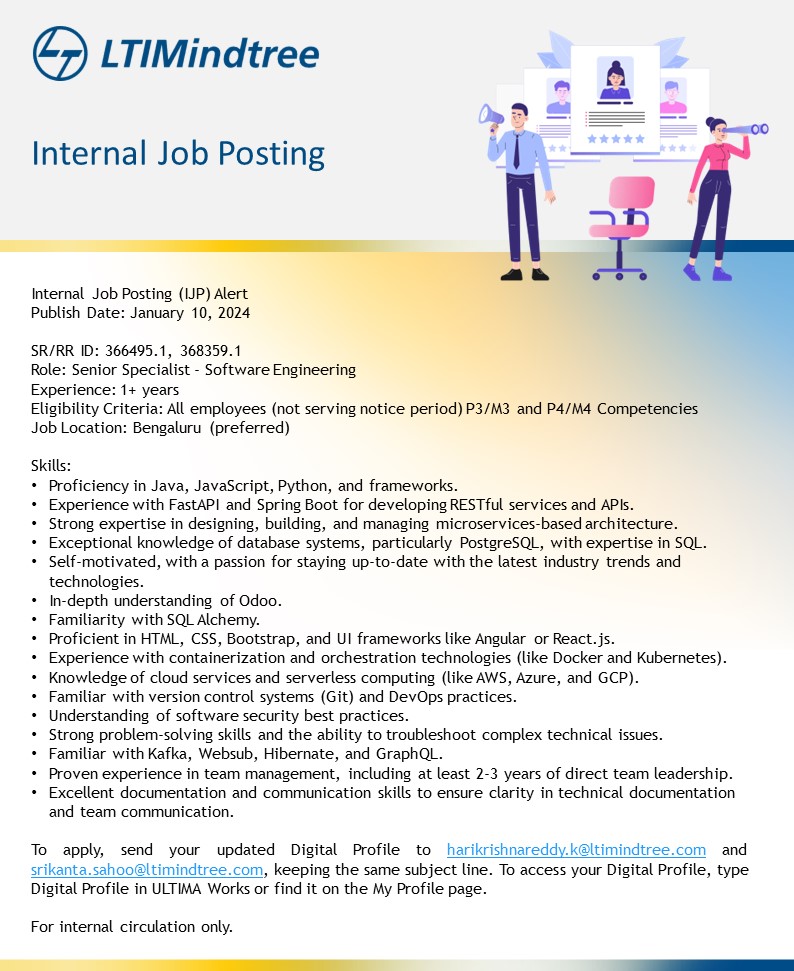 LTIMindtree
Internal Job Posting
Internal Job Posting (IJP) Alert
Publish Date: January 10, 2024
SR/RR ID: 366495.1, 368359.1
Role: Senior Specialist - Software Engineering
Experience: 1+ years
Eligibility Criteria: All employees (not serving notice period) P3/M3 and P4/M4 Competencies
Job Location: Bengaluru (preferred)
Skills:
• Proficiency in Java, JavaScript, Python, and frameworks.
• Experience with FastAPI and Spring Boot for developing RESTful services and APIs.
• Strong expertise in designing, building, and managing microservices-based architecture.
• Exceptional knowledge of database systems, particularly PostgreSQL, with expertise in SQL.
• Self-motivated, with a passion for staying up-to-date with the latest industry trends and
technologies.
• In-depth understanding of Odoo.
• Familiarity with SQL Alchemy.
• Proficient in HTML, CSS, Bootstrap, and UI frameworks like Angular or React.js.
• Experience with containerization and orchestration technologies (like Docker and Kubernetes).
• Knowledge of cloud services and serverless computing (like AWS, Azure, and GCP).
• Familiar with version control systems (Git) and DevOps practices.
• Understanding of software security best practices.
• Strong problem-solving skills and the ability to troubleshoot complex technical issues.
• Familiar with Kafka, Websub, Hibernate, and GraphQL.
• Proven experience in team management, including at least 2-3 years of direct team leadership.
• Excellent documentation and communication skills to ensure clarity in technical documentation
and team communication.
To apply, send your updated Digital Profile to harikrishnareddy.k@ltimindtree.com and
srikanta.sahoo@ltimindtree.com, keeping the same subject line. To access your Digital Profile, type
Digital Profile in ULTIMA Works or find it on the My Profile page.
For internal circulation only.